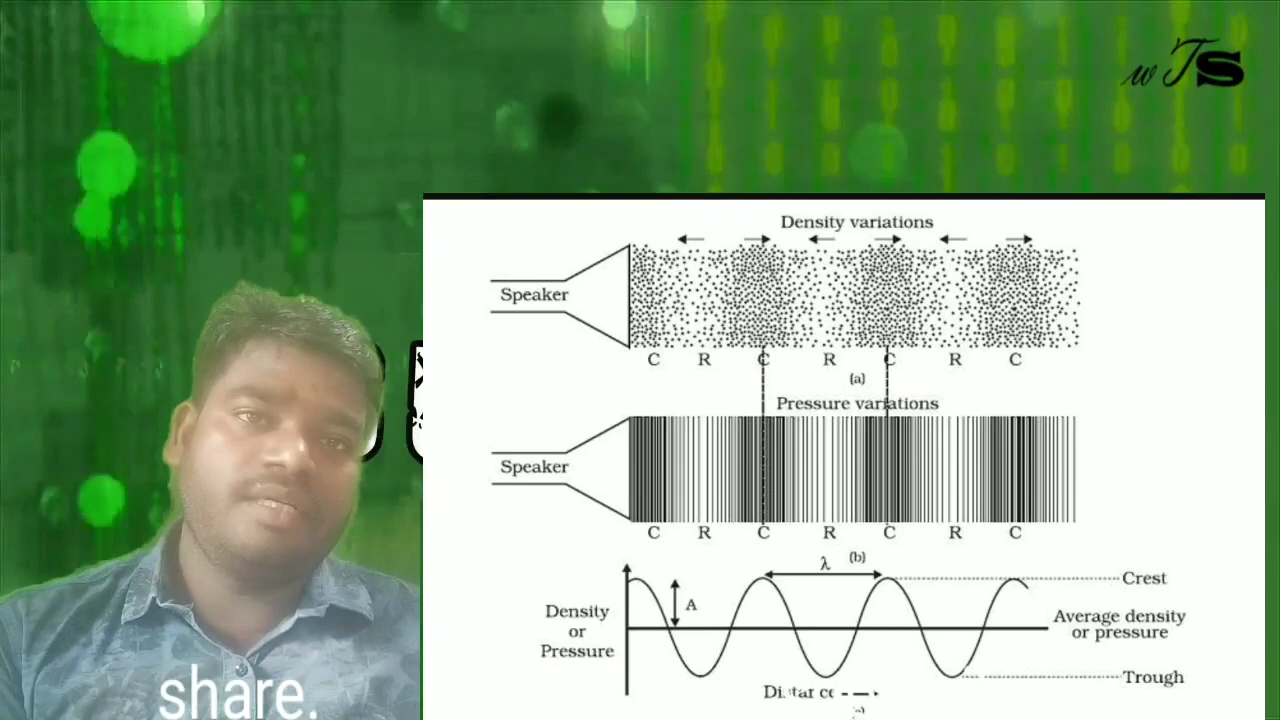 wTS
Density variations
Speaker
C R C R C R C
(a)
Pressure variations
Speaker
C R C R C R C
(b)
λ
Crest
A
Density
or
Pressure
Average density
or pressure
Trough
share.